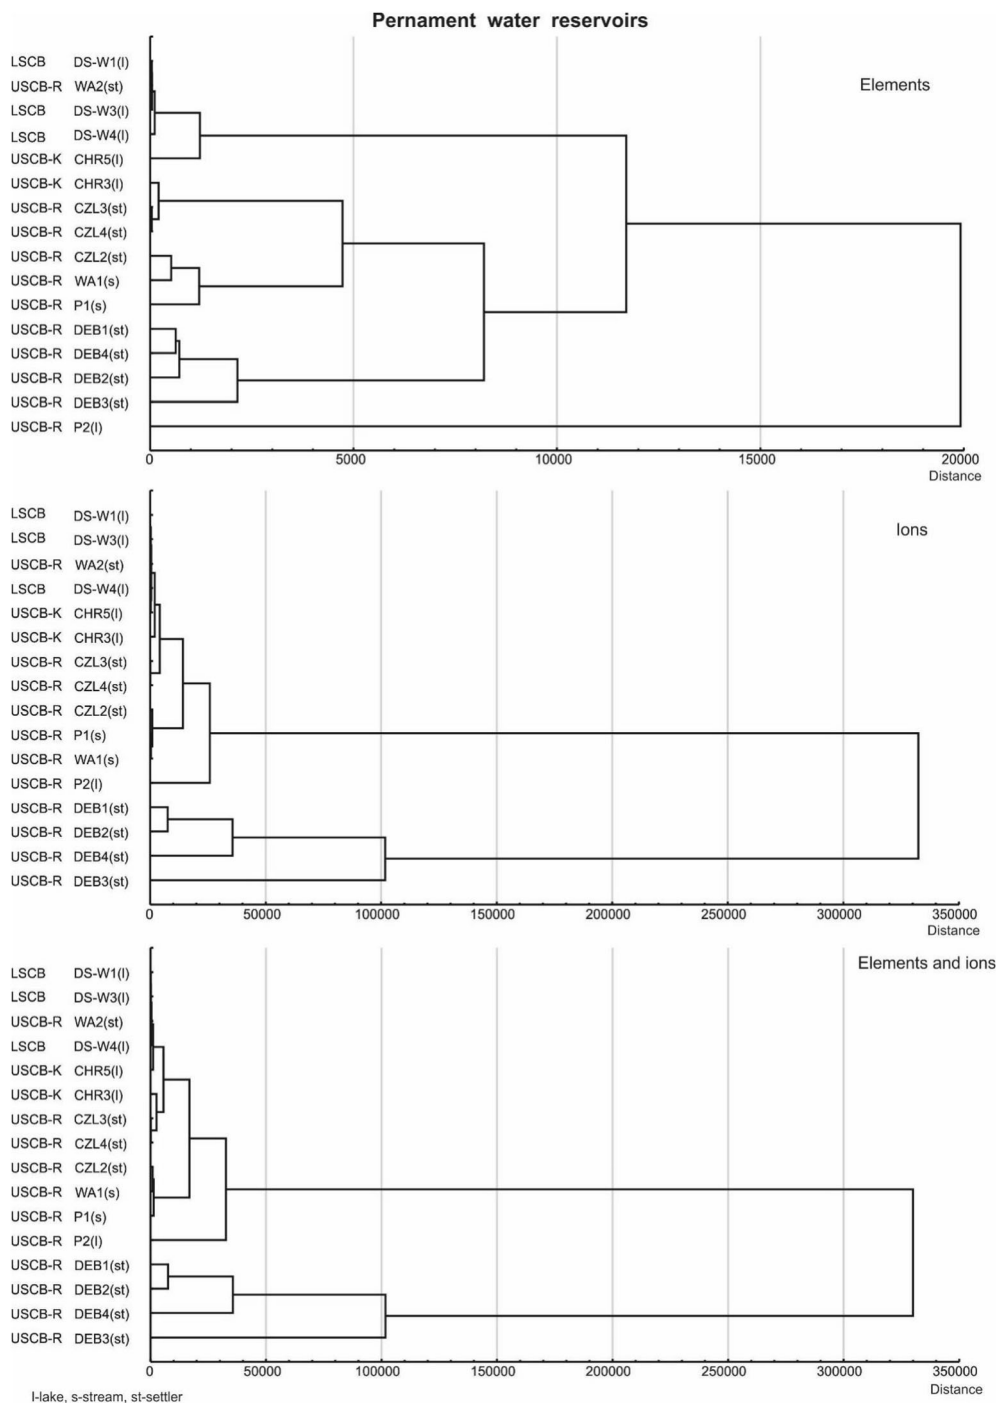 Pernament water reservoirs
Elements
LSCB DS-W1(l)
USCB-R WA2(st)
LSCB DS-W3(l)
LSCB DS-W4(l)
USCB-K CHR5(l)
USCB-K CHR3(l)
USCB-R CZL3(st)
USCB-R CZL4(st)
USCB-R CZL2(st)
USCB-R WA1(s)
USCB-R P1(s)
USCB-R DEB1(st)
USCB-R DEB4(st)
USCB-R DEB2(st)
USCB-R DEB3(st)
USCB-R P2(l)
0 5000 10000 15000 20000
Distance
Ions
LSCB DS-W1(l)
LSCB DS-W3(l)
USCB-R WA2(st)
LSCB DS-W4(l)
USCB-K CHR5(l)
USCB-K CHR3(l)
USCB-R CZL3(st)
USCB-R CZL4(st)
USCB-R CZL2(st)
USCB-R P1(s)
USCB-R WA1(s)
USCB-R P2(l)
USCB-R DEB1(st)
USCB-R DEB2(st)
USCB-R DEB4(st)
USCB-R DEB3(st)
0 50000 100000 150000 200000 250000 300000 350000
Distance
Elements and ions
LSCB DS-W1(l)
LSCB DS-W3(l)
USCB-R WA2(st)
LSCB DS-W4(l)
USCB-K CHR5(l)
USCB-K CHR3(l)
USCB-R CZL3(st)
USCB-R CZL4(st)
USCB-R CZL2(st)
USCB-R WA1(s)
USCB-R P1(s)
USCB-R P2(l)
USCB-R DEB1(st)
USCB-R DEB2(st)
USCB-R DEB4(st)
USCB-R DEB3(st)
0 50000 100000 150000 200000 250000 300000 350000
Distance
l-lake, s-stream, st-settler